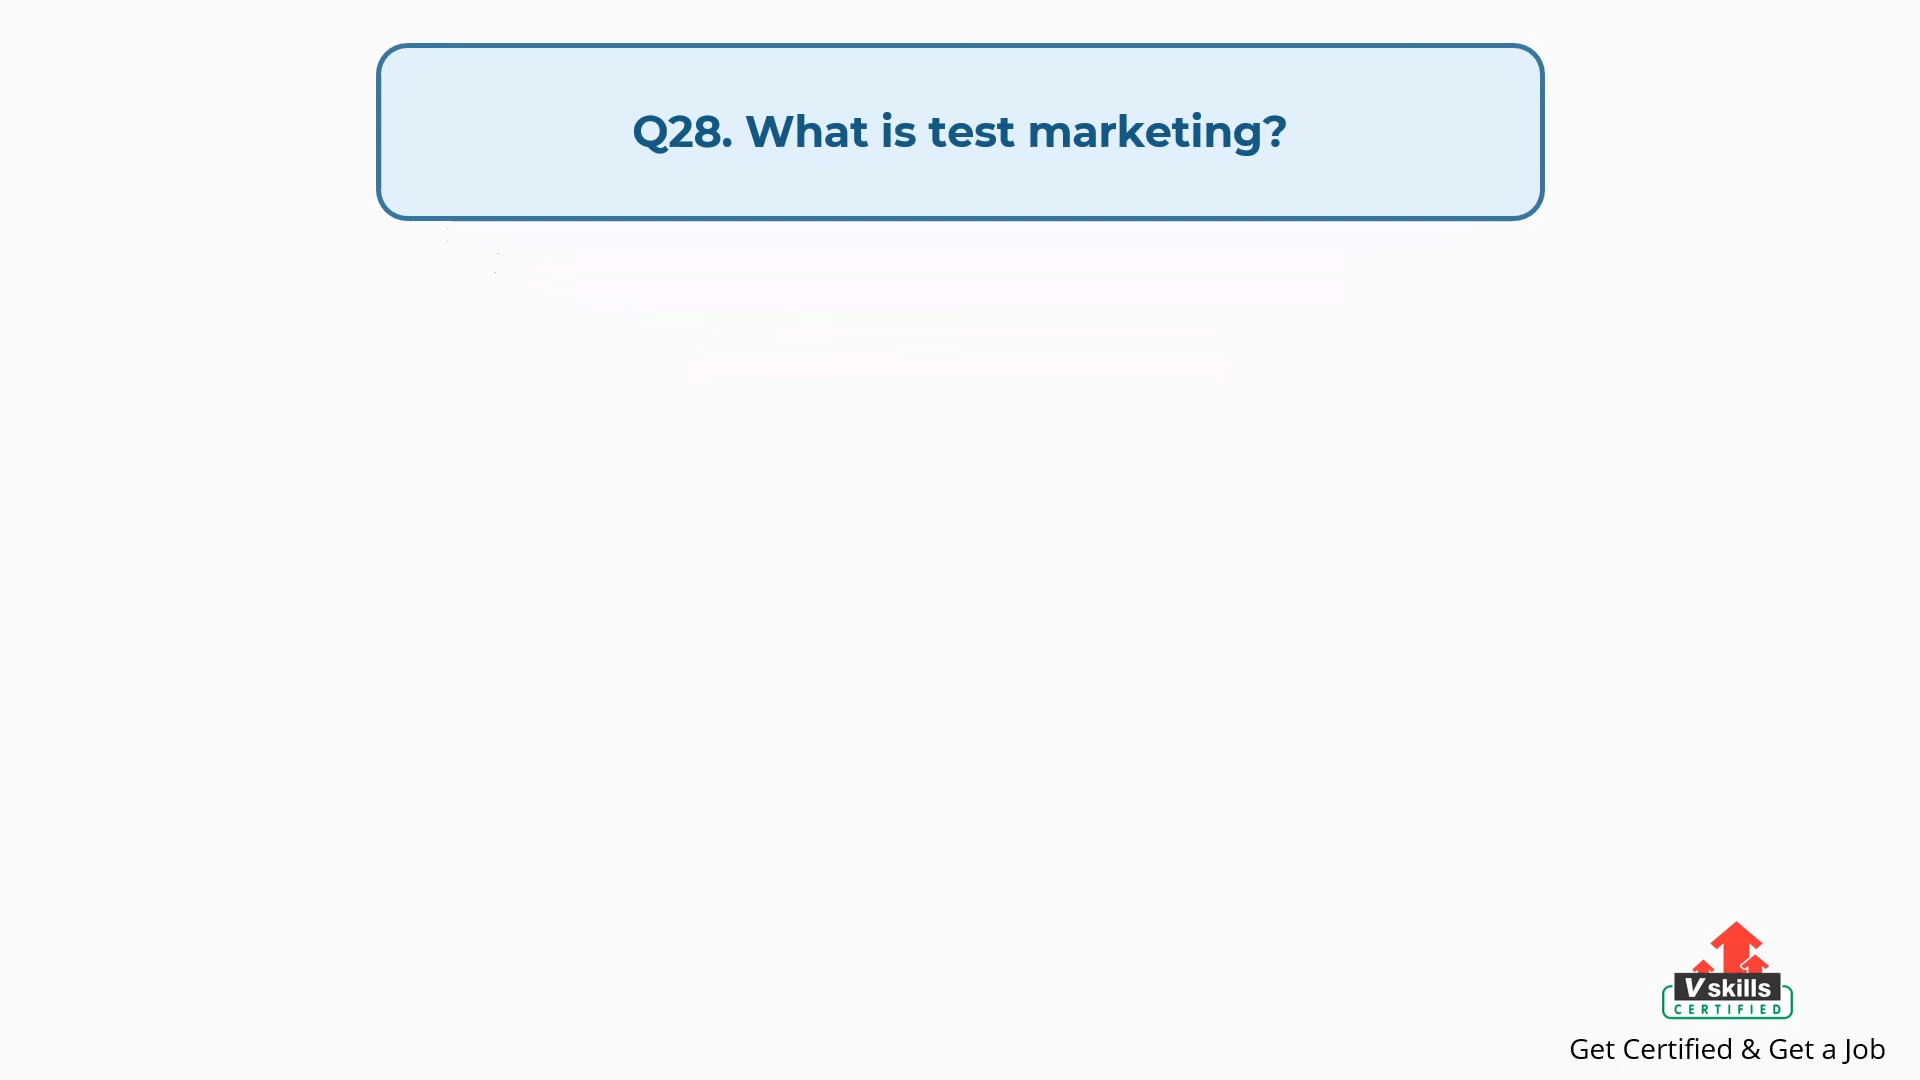 Q28. What is test marketing?
Vskills
CERTIFIED
Get Certified & Get a Job